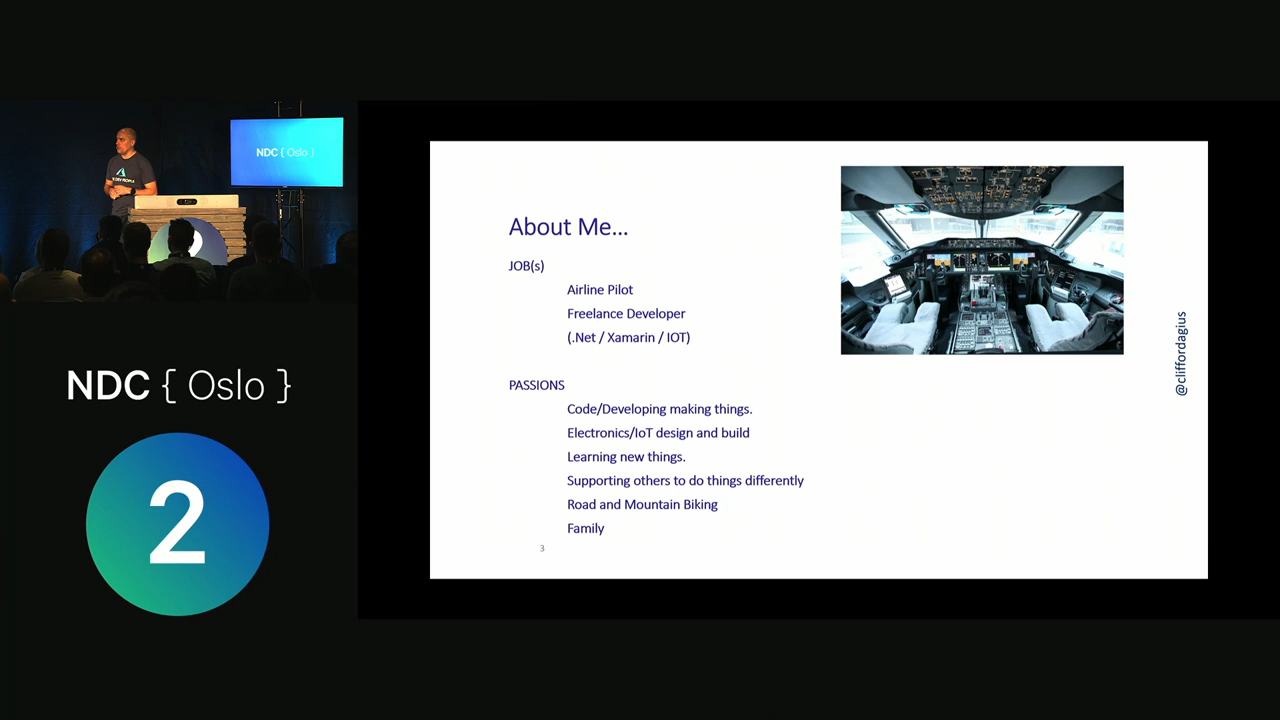 NDC { Oslo }
NDC { Oslo }
2
About Me...
JOB(s)
Airline Pilot
Freelance Developer
(.Net / Xamarin / IOT)
PASSIONS
Code/Developing making things.
Electronics/IoT design and build
Learning new things.
Supporting others to do things differently
Road and Mountain Biking
Family
3
@cliffordagius